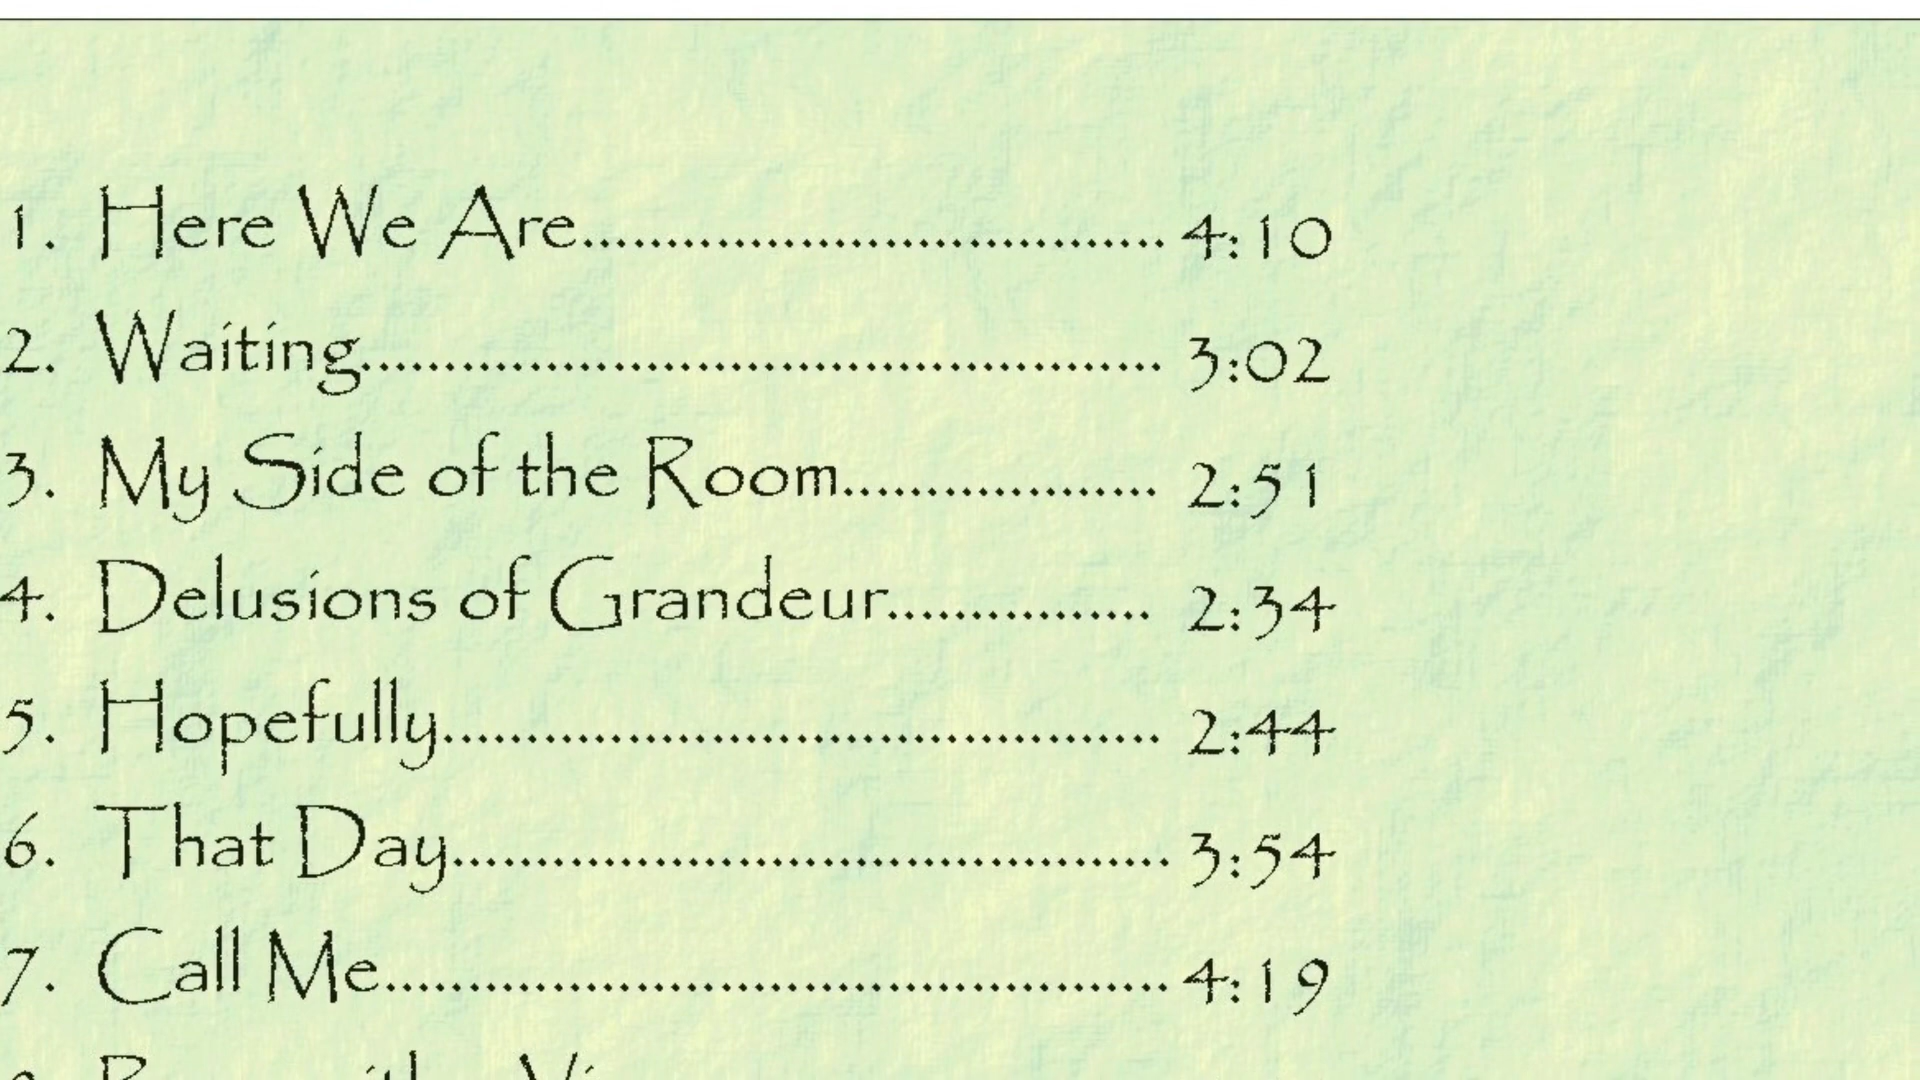 1. Here We Are.......................................... 4:10
2. Waiting.......................................................... 3:02
3. My Side of the Room....................... 2:51
4. Delusions of Grandeur................... 2:34
5. Hopefully.................................................... 2:44
6. That Day.................................................... 3:54
7. Call Me......................................................... 4:19